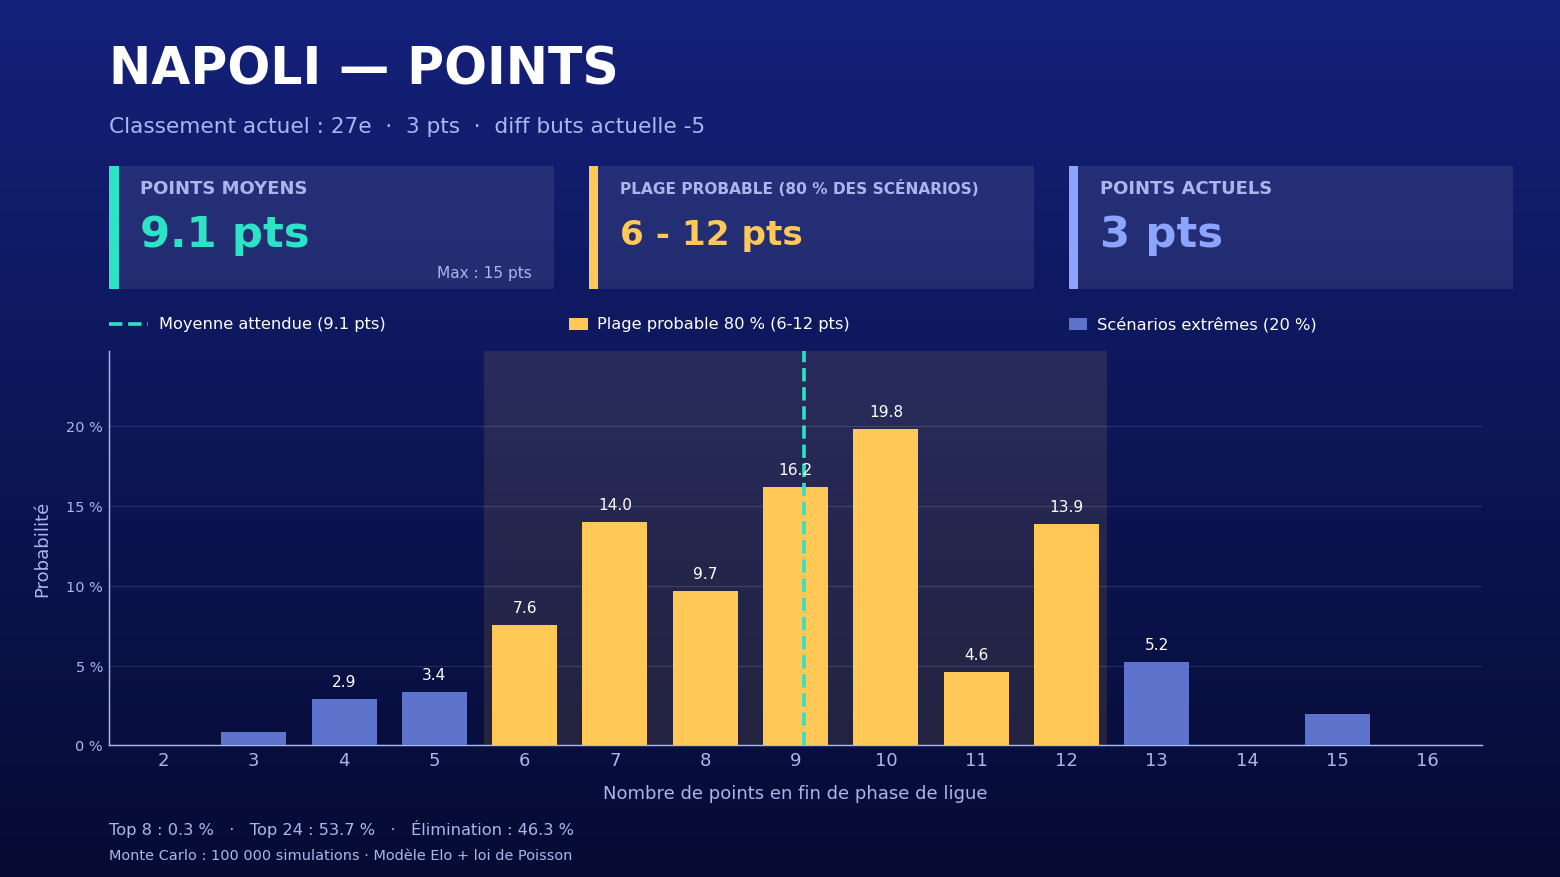 NAPOLI — POINTS
Classement actuel : 27e · 3 pts · diff buts actuelle -5
POINTS MOYENS
9.1 pts
Max : 15 pts
PLAGE PROBABLE (80 % DES SCÉNARIOS)
6 - 12 pts
POINTS ACTUELS
3 pts
Moyenne attendue (9.1 pts)
Plage probable 80 % (6-12 pts)
Scénarios extrêmes (20 %)
Probabilité
20 %
15 %
10 %
5 %
0 %
2.9
3.4
7.6
14.0
9.7
16.2
19.8
4.6
13.9
5.2
2 3 4 5 6 7 8 9 10 11 12 13 14 15 16
Nombre de points en fin de phase de ligue
Top 8 : 0.3 % · Top 24 : 53.7 % · Élimination : 46.3 %
Monte Carlo : 100 000 simulations · Modèle Elo + loi de Poisson